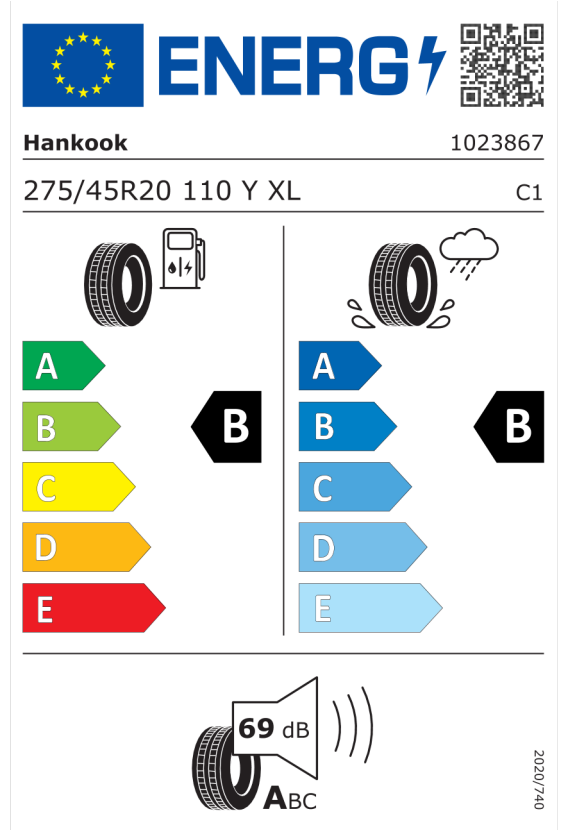 ENERG
Hankook 1023867
275/45R20 110 Y XL C1
A A
B B B B
C C
D D
E E
69 dB
ABC
2020/740